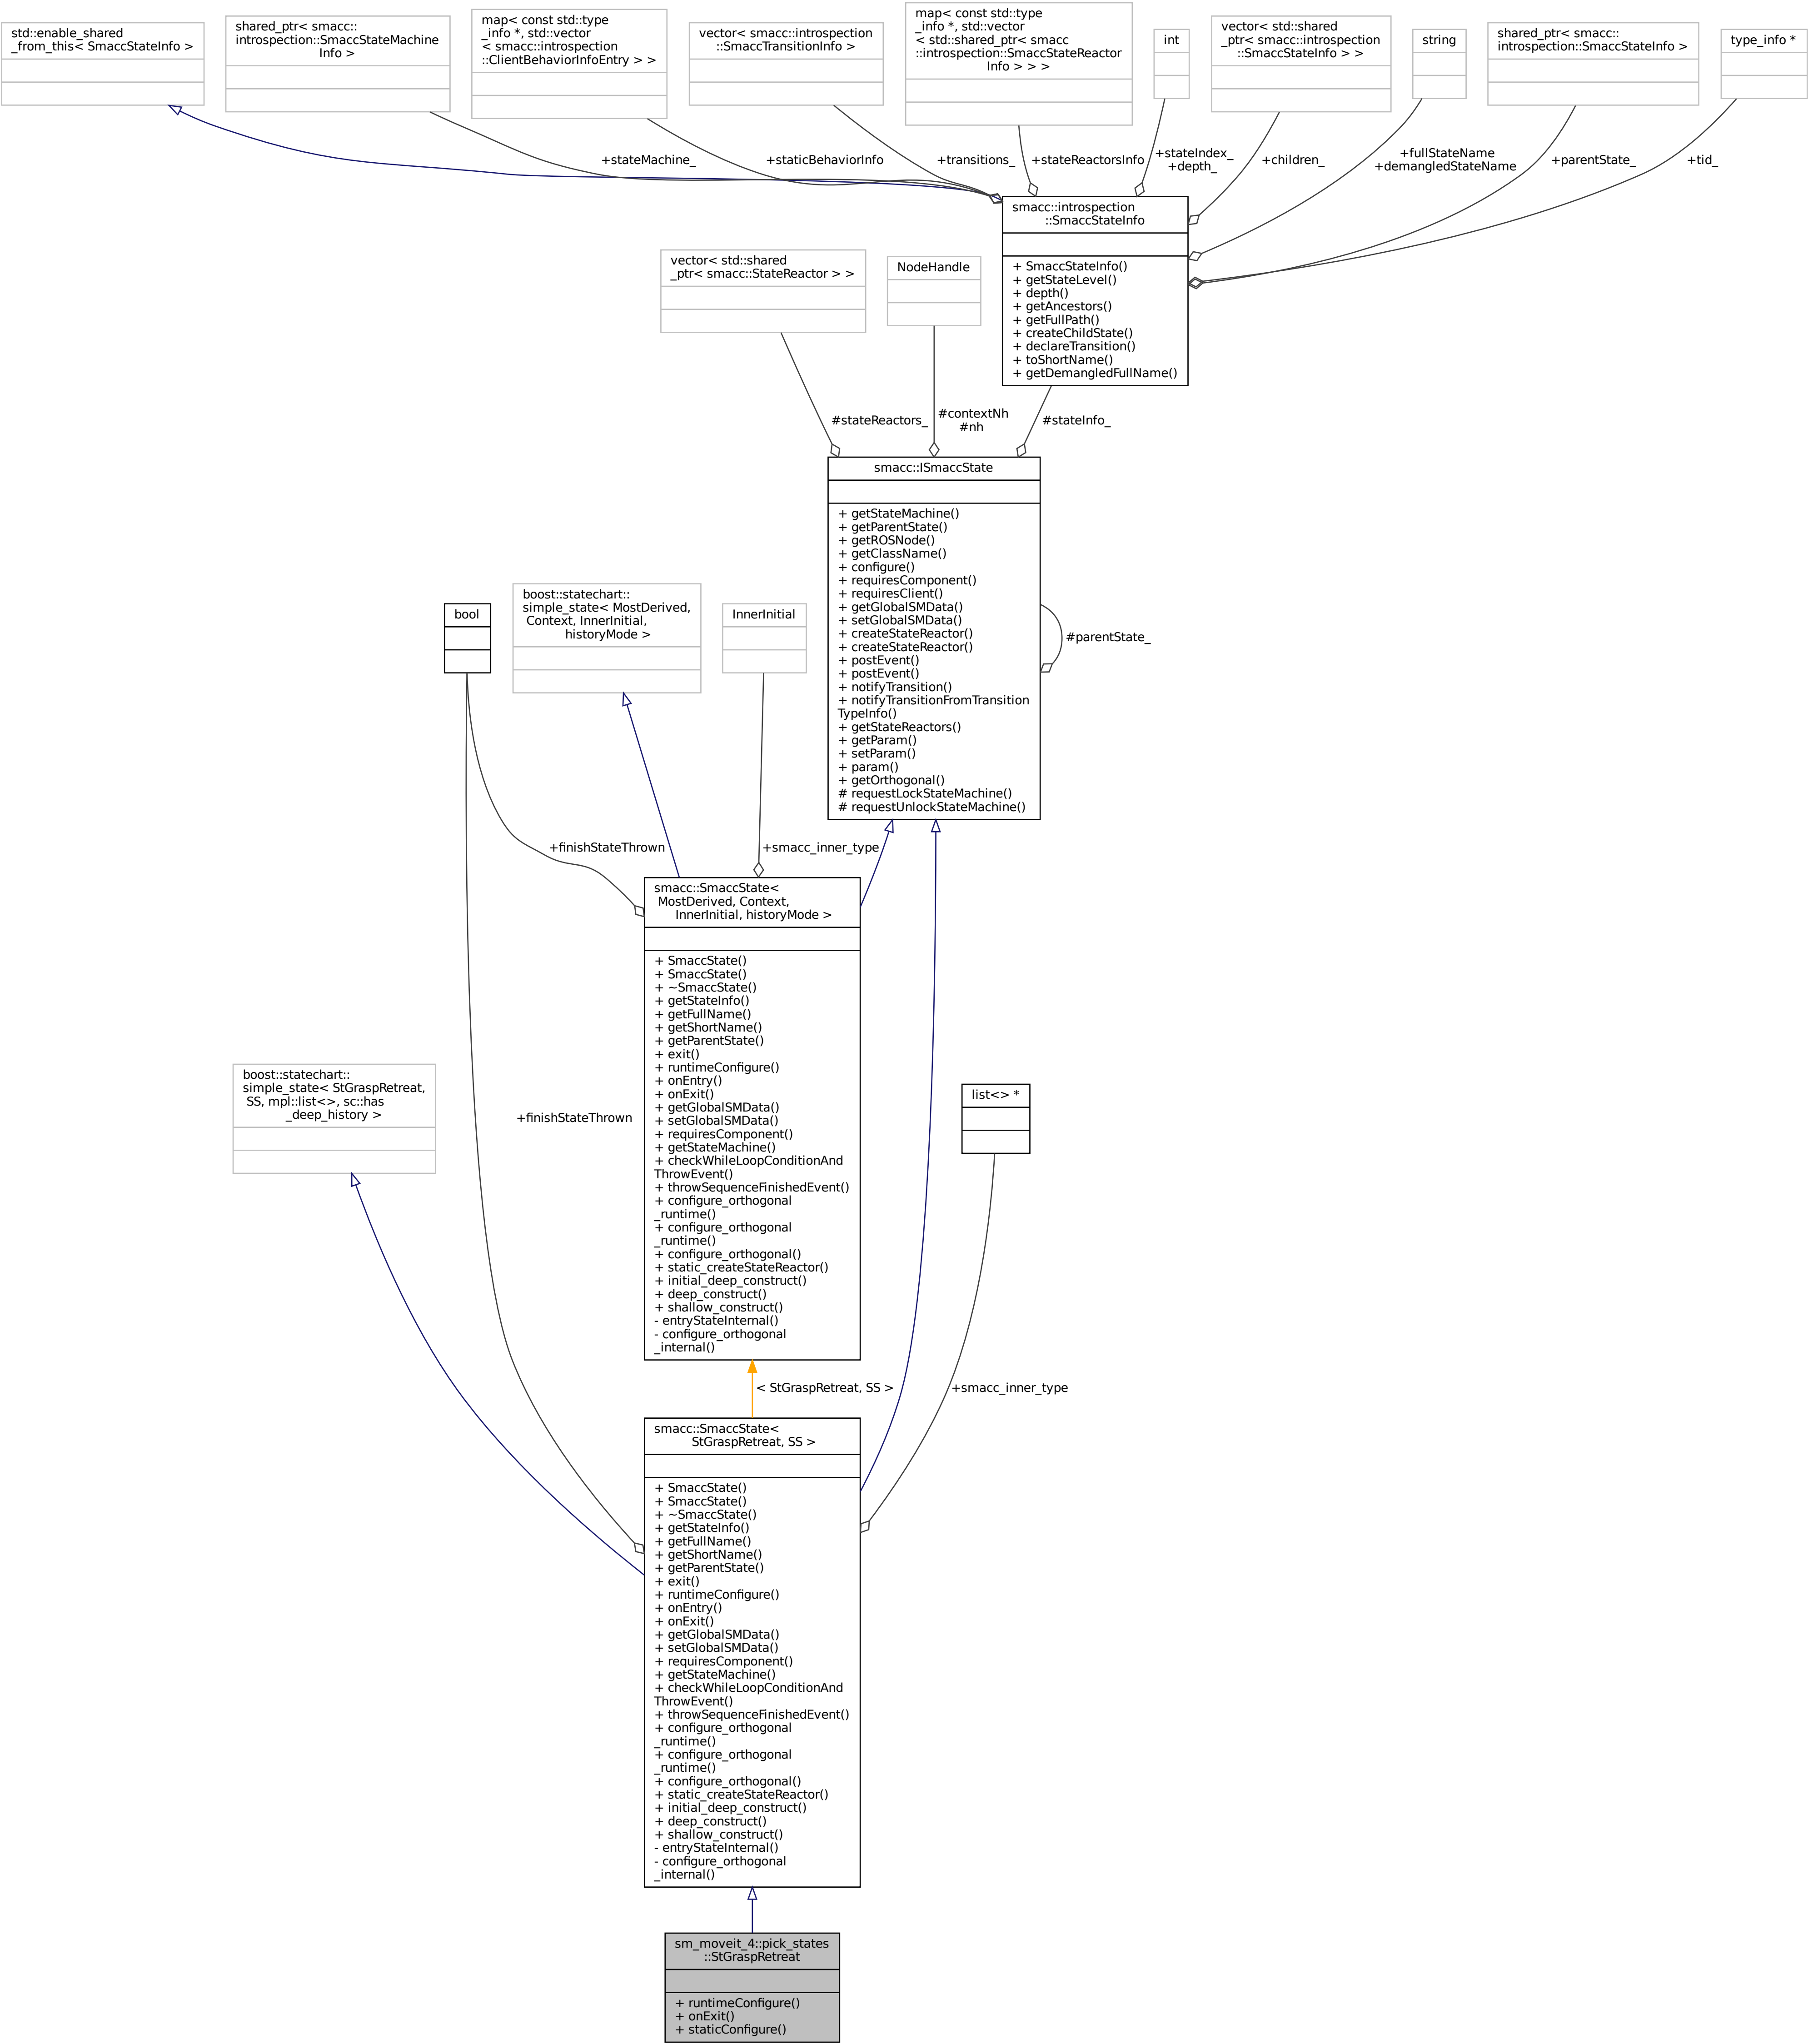 std::enable_shared
_from_this< SmaccStateInfo >
shared_ptr< smacc::
introspection::SmaccStateMachine
Info >
map< const std::type
_info *, std::vector
< smacc::introspection
::ClientBehaviorInfoEntry > >
vector< smacc::introspection
::SmaccTransitionInfo >
map< const std::type
_info *, std::vector
< std::shared_ptr< smacc
::introspection::SmaccStateReactor
Info > > >
int
vector< std::shared
_ptr< smacc::introspection
::SmaccStateInfo > >
string
shared_ptr< smacc::
introspection::SmaccStateInfo >
type_info *
+stateMachine_
+staticBehaviorInfo
+transitions_
+stateReactorsInfo
+stateIndex_
+depth_
+children_
+fullStateName
+demangledStateName
+parentState_
+tid_
smacc::introspection
::SmaccStateInfo
+ SmaccStateInfo()
+ getStateLevel()
+ depth()
+ getAncestors()
+ getFullPath()
+ createChildState()
+ declareTransition()
+ toShortName()
+ getDemangledFullName()
vector< std::shared
_ptr< smacc::StateReactor > >
NodeHandle
#stateReactors_
#contextNh
#nh
#stateInfo_
smacc::ISmaccState
+ getStateMachine()
+ getParentState()
+ getROSNode()
+ getClassName()
+ configure()
+ requiresComponent()
+ requiresClient()
+ getGlobalSMData()
+ setGlobalSMData()
+ createStateReactor()
+ createStateReactor()
+ postEvent()
+ postEvent()
+ notifyTransition()
+ notifyTransitionFromTransition
TypeInfo()
+ getStateReactors()
+ getParam()
+ setParam()
+ param()
+ getOrthogonal()
# requestLockStateMachine()
# requestUnlockStateMachine()
#parentState_
bool
boost::statechart::
simple_state< MostDerived,
Context, InnerInitial,
historyMode >
InnerInitial
+finishStateThrown
+smacc_inner_type
smacc::SmaccState<
MostDerived, Context,
InnerInitial, historyMode >
+ SmaccState()
+ SmaccState()
+ ~SmaccState()
+ getStateInfo()
+ getFullName()
+ getShortName()
+ getParentState()
+ exit()
+ runtimeConfigure()
+ onEntry()
+ onExit()
+ getGlobalSMData()
+ setGlobalSMData()
+ requiresComponent()
+ getStateMachine()
+ checkWhileLoopConditionAnd
ThrowEvent()
+ throwSequenceFinishedEvent()
+ configure_orthogonal
_runtime()
+ configure_orthogonal
_runtime()
+ configure_orthogonal()
+ static_createStateReactor()
+ initial_deep_construct()
+ deep_construct()
+ shallow_construct()
- entryStateInternal()
- configure_orthogonal
_internal()
boost::statechart::
simple_state< StGraspRetreat,
SS, mpl::list<>, sc::has
_deep_history >
+finishStateThrown
list<> *
< StGraspRetreat, SS >
+smacc_inner_type
smacc::SmaccState<
StGraspRetreat, SS >
+ SmaccState()
+ SmaccState()
+ ~SmaccState()
+ getStateInfo()
+ getFullName()
+ getShortName()
+ getParentState()
+ exit()
+ runtimeConfigure()
+ onEntry()
+ onExit()
+ getGlobalSMData()
+ setGlobalSMData()
+ requiresComponent()
+ getStateMachine()
+ checkWhileLoopConditionAnd
ThrowEvent()
+ throwSequenceFinishedEvent()
+ configure_orthogonal
_runtime()
+ configure_orthogonal
_runtime()
+ configure_orthogonal()
+ static_createStateReactor()
+ initial_deep_construct()
+ deep_construct()
+ shallow_construct()
- entryStateInternal()
- configure_orthogonal
_internal()
sm_moveit_4::pick_states
::StGraspRetreat
+ runtimeConfigure()
+ onExit()
+ staticConfigure()